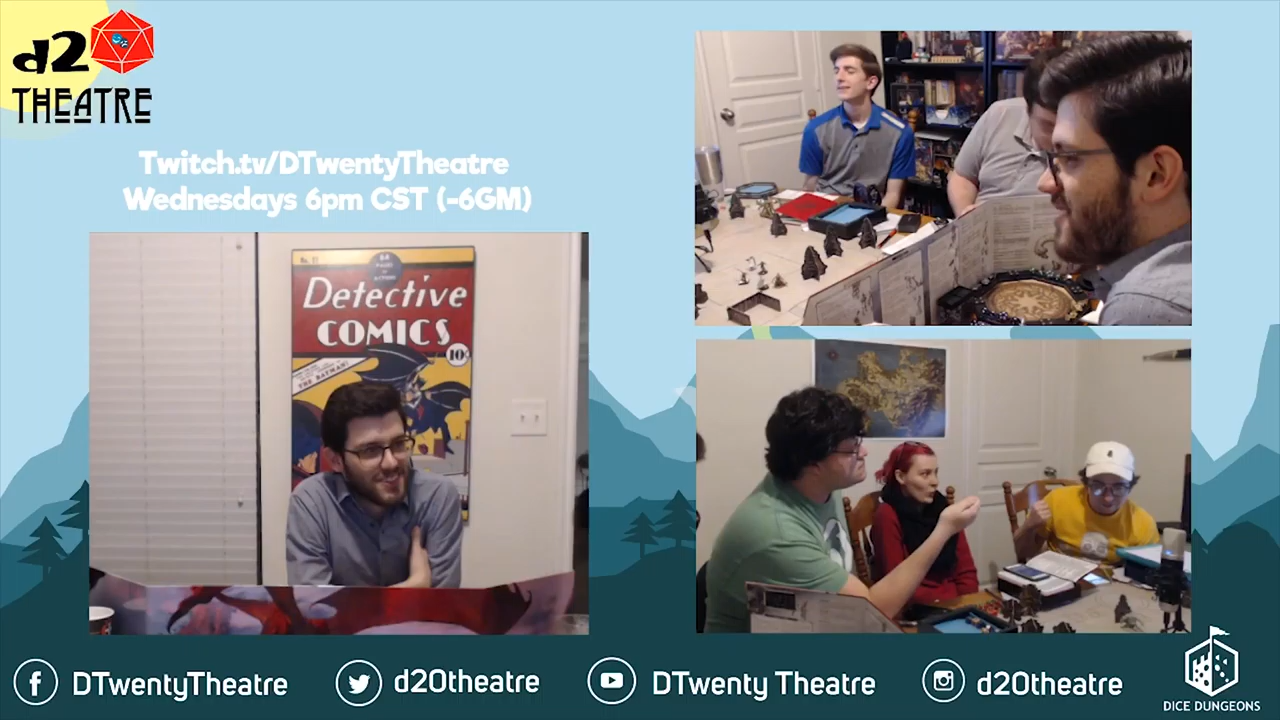 d20
THEATRE
Twitch.tv/DTwentyTheatre
Wednesdays 6pm CST (-6GM)
Detective
COMICS
10¢
THE BATMAN!
DTwentyTheatre
d20theatre
DTwenty Theatre
d20theatre
DICE DUNGEONS